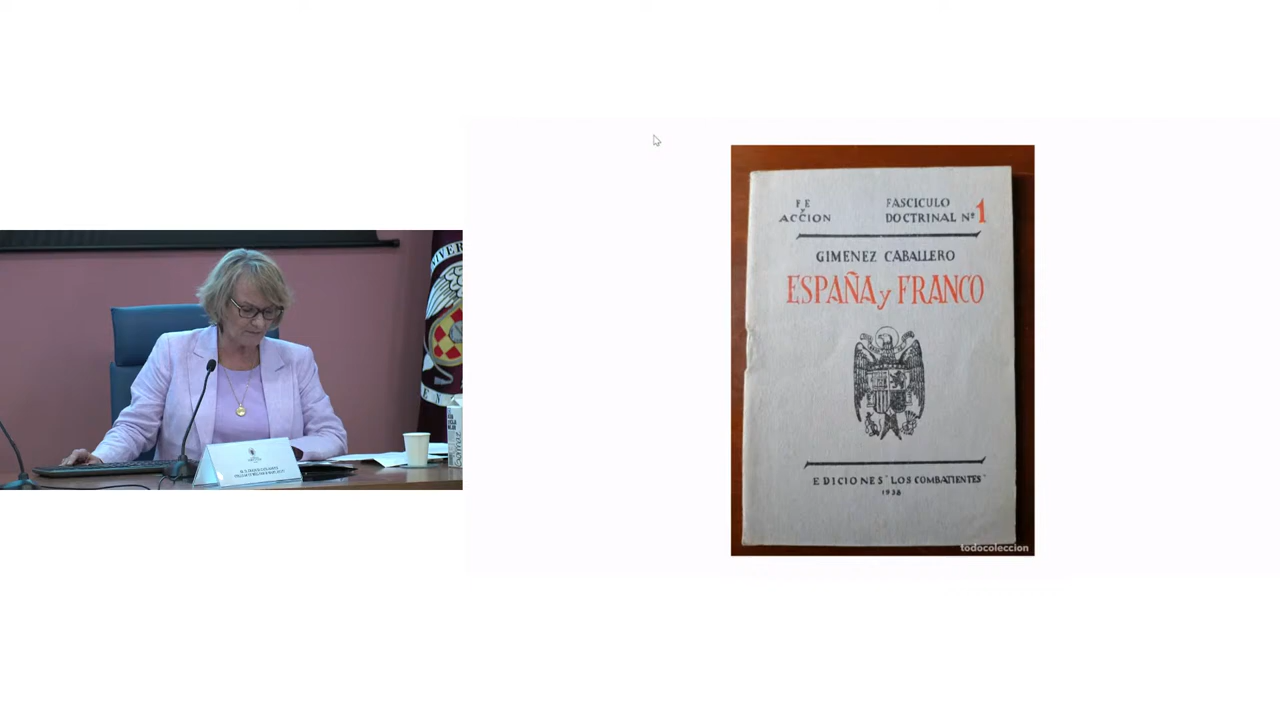 FE
y
ACCION
FASCICULO
DOCTRINAL Nº 1
GIMENEZ CABALLERO
ESPAÑA y FRANCO
EDICIONES "LOS COMBATIENTES"
1938
todocoleccion